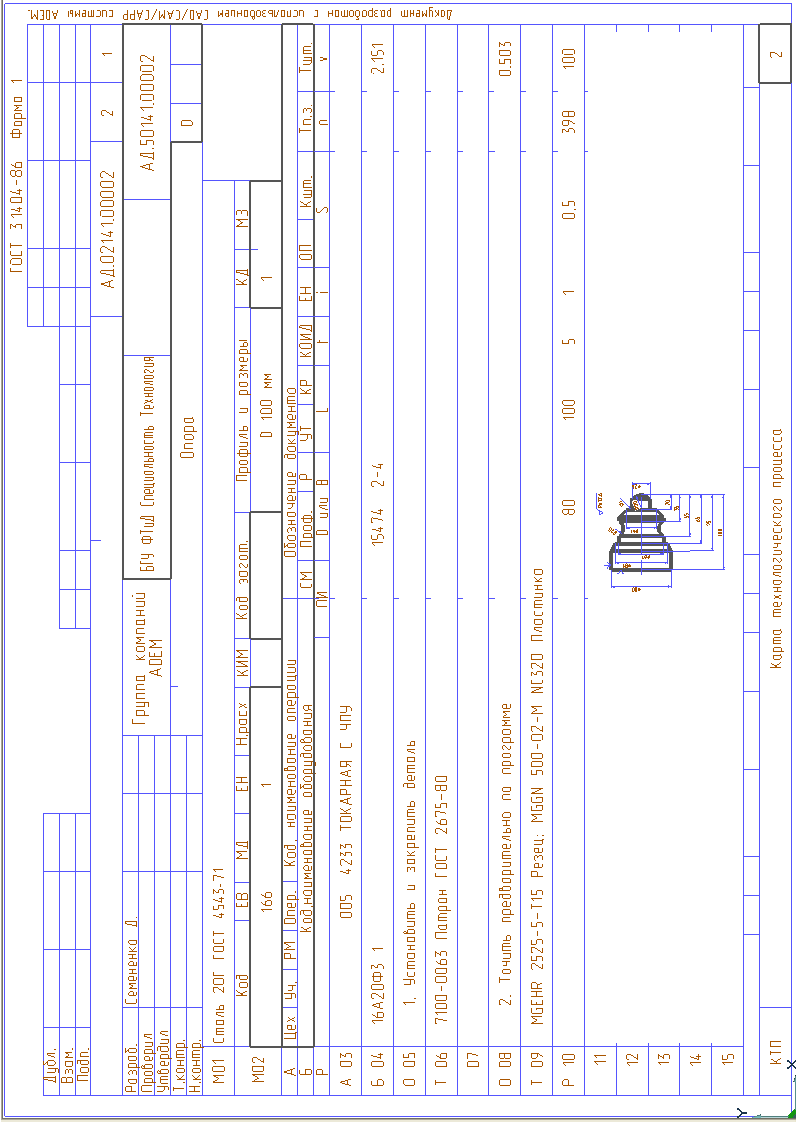 Документ разработан с использованием CAD/CAM/CAPP системы ADEM.
ГОСТ 3.1404-86 Форма 1
Дубл.
Взам.
Подп.
АД.02141.00002 2 1
Разраб. Семененко Д.
Проверил
Утвердил
Т.контр.
Н.контр.
Группа компаний
ADEM
БГУ ФТиД Специальность Технология
АД.50141.00002
Опора
D
М01 Сталь 20Г ГОСТ 4543-71
М02
Код ЕВ МД ЕН Н.расх КИМ Код загот. Профиль и размеры КД МЗ
166 1 D 100 мм 1
А Цех Уч. РМ Опер. Код, наименование операции Обозначение документа
Б Код,наименование оборудования СМ Проф. Р УТ КР КОИД ЕН ОП Кшт. Тп.з. Тшт.
Р ПИ D или B L t i S n v
А 03 005 4233 ТОКАРНАЯ С ЧПУ
Б 04 16А20Ф3 1 15474 2-4 2.151
О 05 1. Установить и закрепить деталь
Т 06 7100-0063 Патрон ГОСТ 2675-80
07
О 08 2. Точить предварительно по программе 0.503
Т 09 MGEHR 2525-5-T15 Резец; MGGN 500-02-M NC320 Пластинка
Р 10 80 100 5 1 0.5 398 100
11
12
13
14
15
КТП Карта технологического процесса 2
Y
X